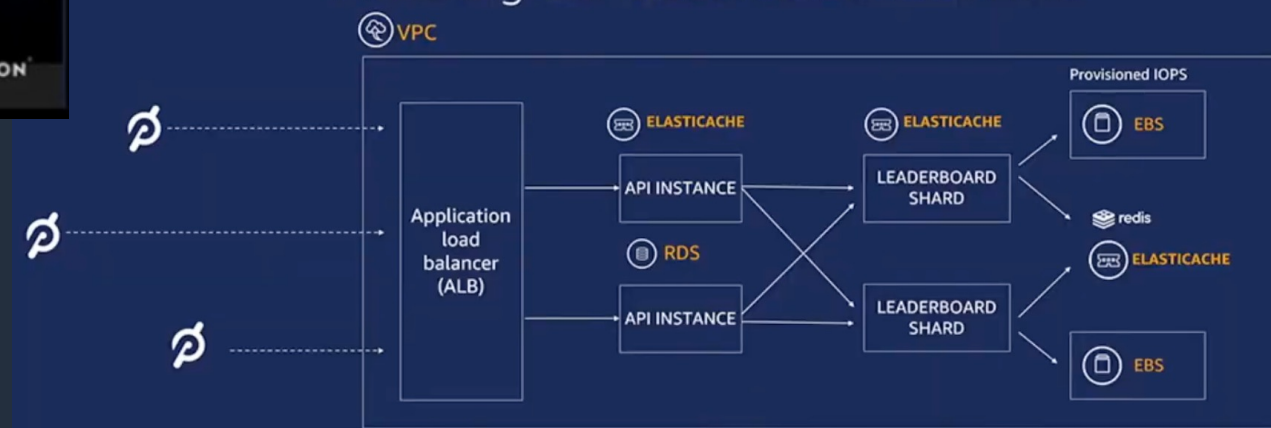 ON
VPC
Provisioned IOPS
ELASTICACHE
ELASTICACHE
EBS
API INSTANCE
LEADERBOARD
SHARD
Application
load
balancer
(ALB)
redis
RDS
ELASTICACHE
API INSTANCE
LEADERBOARD
SHARD
EBS